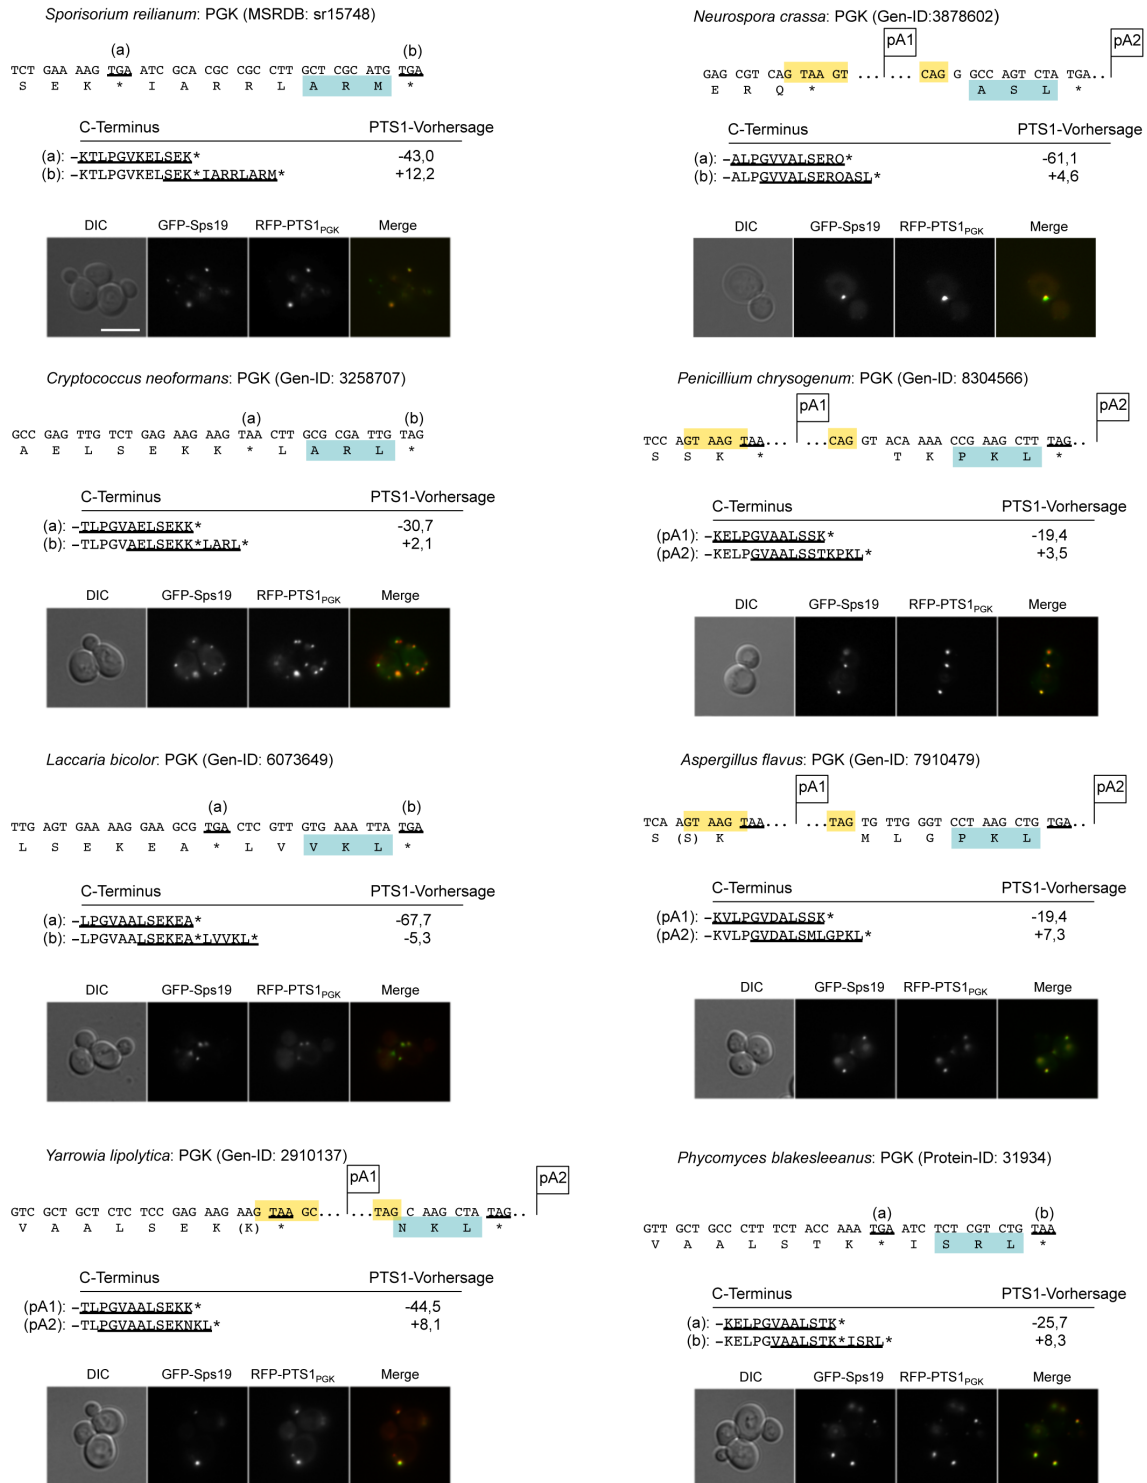 Sporisorium reilianum: PGK (MSRDB: sr15748)
(a) (b)
TCT GAA AAG TGA ATC GCA CGC CGC CTT GCT CGC ATG TGA
S E K * I A R R L A R M *
C-Terminus PTS1-Vorhersage
(a): –KTLPGVKELSEK* -43,0
(b): –KTLPGVKELSEK*IARRLARM* +12,2
DIC GFP-Sps19 RFP-PTS1PGK Merge
Cryptococcus neoformans: PGK (Gen-ID: 3258707)
(a) (b)
GCC GAG TTG TCT GAG AAG AAG TAA CTT GCG CGA TTG TAG
A E L S E K K * L A R L *
C-Terminus PTS1-Vorhersage
(a): –TLPGVAELSEKK* -30,7
(b): –TLPGVAELSEKK*LARL* +2,1
DIC GFP-Sps19 RFP-PTS1PGK Merge
Laccaria bicolor: PGK (Gen-ID: 6073649)
(a) (b)
TTG AGT GAA AAG GAA GCG TGA CTC GTT GTG AAA TTA TGA
L S E K E A * L V V K L *
C-Terminus PTS1-Vorhersage
(a): –LPGVAALSEKEA* -67,7
(b): –LPGVAALSEKEA*LVVKL* -5,3
DIC GFP-Sps19 RFP-PTS1PGK Merge
Yarrowia lipolytica: PGK (Gen-ID: 2910137)
pA1 pA2
GTC GCT GCT CTC TCC GAG AAG AAG TAA GC... ...TAG C AAG CTA TAG..
V A A L S E K (K) * N K L *
C-Terminus PTS1-Vorhersage
(pA1): –TLPGVAALSEKK* -44,5
(pA2): –TLPGVAALSEKNKL* +8,1
DIC GFP-Sps19 RFP-PTS1PGK Merge
Neurospora crassa: PGK (Gen-ID:3878602)
pA1 pA2
GAG CGT CAG GTAA GT ... ... CAG G GCC AGT CTA TGA..
E R Q * A S L *
C-Terminus PTS1-Vorhersage
(a): –ALPGVVALSERQ* -61,1
(b): –ALPGVVALSERQASL* +4,6
DIC GFP-Sps19 RFP-PTS1PGK Merge
Penicillium chrysogenum: PGK (Gen-ID: 8304566)
pA1 pA2
TCC AGTAAGTAA... ...CAG GT ACA AAA CCG AAG CTT TAG..
S S K * T K P K L *
C-Terminus PTS1-Vorhersage
(pA1): –KELPGVAALSSK* -19,4
(pA2): –KELPGVAALSSTKPKL* +3,5
DIC GFP-Sps19 RFP-PTS1PGK Merge
Aspergillus flavus: PGK (Gen-ID: 7910479)
pA1 pA2
TCA AGTAAGTAA... ...TAG TG TTG GGT CCT AAG CTG TGA..
S (S) K M L G P K L *
C-Terminus PTS1-Vorhersage
(pA1): –KVLPGVDALSSK* -19,4
(pA2): –KVLPGVDALSMLGPKL* +7,3
DIC GFP-Sps19 RFP-PTS1PGK Merge
Phycomyces blakesleeanus: PGK (Protein-ID: 31934)
(a) (b)
GTT GCT GCC CTT TCT ACC AAA TGA ATC TCT CGT CTG TAA
V A A L S T K * I S R L *
C-Terminus PTS1-Vorhersage
(a): –KELPGVAALSTK* -25,7
(b): –KELPGVAALSTK*ISRL* +8,3
DIC GFP-Sps19 RFP-PTS1PGK Merge